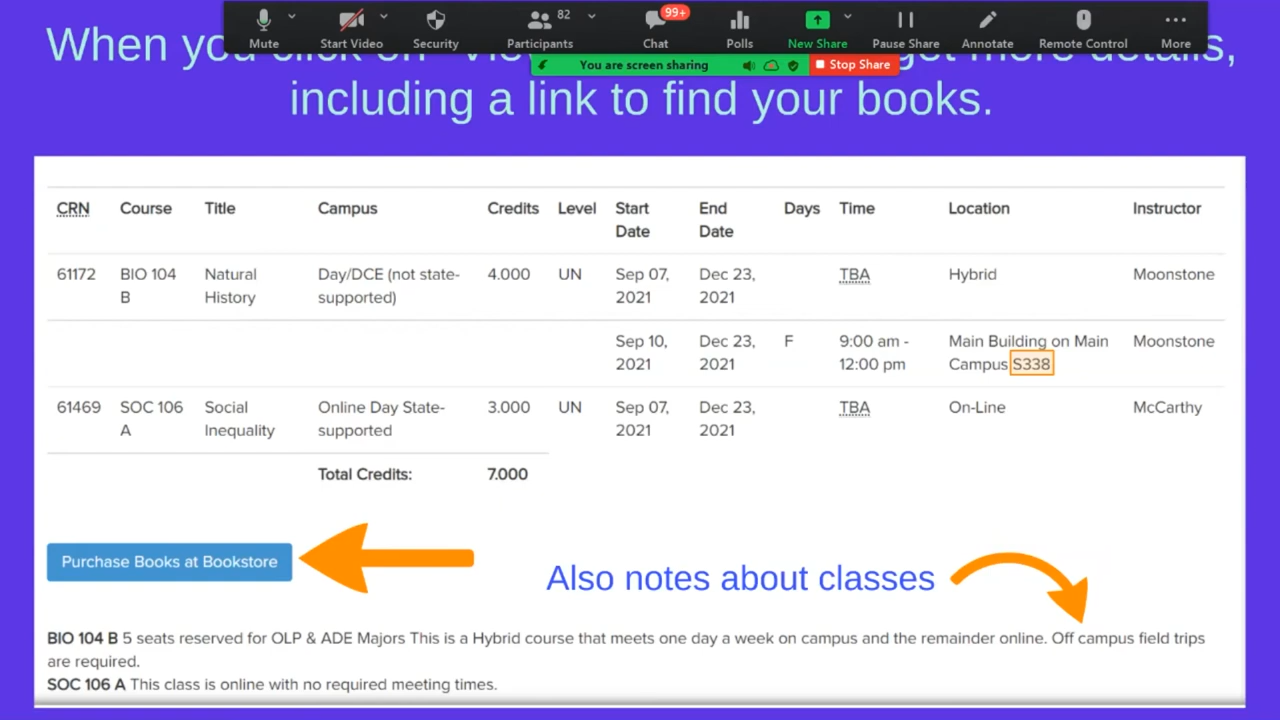 Mute Start Video Security Participants 82 Chat 99+ Polls New Share Pause Share Annotate Remote Control More
You are screen sharing Stop Share
When you click on
including a link to find your books.
CRN Course Title Campus Credits Level Start Date End Date Days Time Location Instructor
61172 BIO 104 B Natural History Day/DCE (not state-supported) 4.000 UN Sep 07, 2021 Dec 23, 2021 TBA Hybrid Moonstone
Sep 10, 2021 Dec 23, 2021 F 9:00 am - 12:00 pm Main Building on Main Campus S338 Moonstone
61469 SOC 106 A Social Inequality Online Day State-supported 3.000 UN Sep 07, 2021 Dec 23, 2021 TBA On-Line McCarthy
Total Credits: 7.000
Purchase Books at Bookstore
Also notes about classes
BIO 104 B 5 seats reserved for OLP & ADE Majors This is a Hybrid course that meets one day a week on campus and the remainder online. Off campus field trips
are required.
SOC 106 A This class is online with no required meeting times.